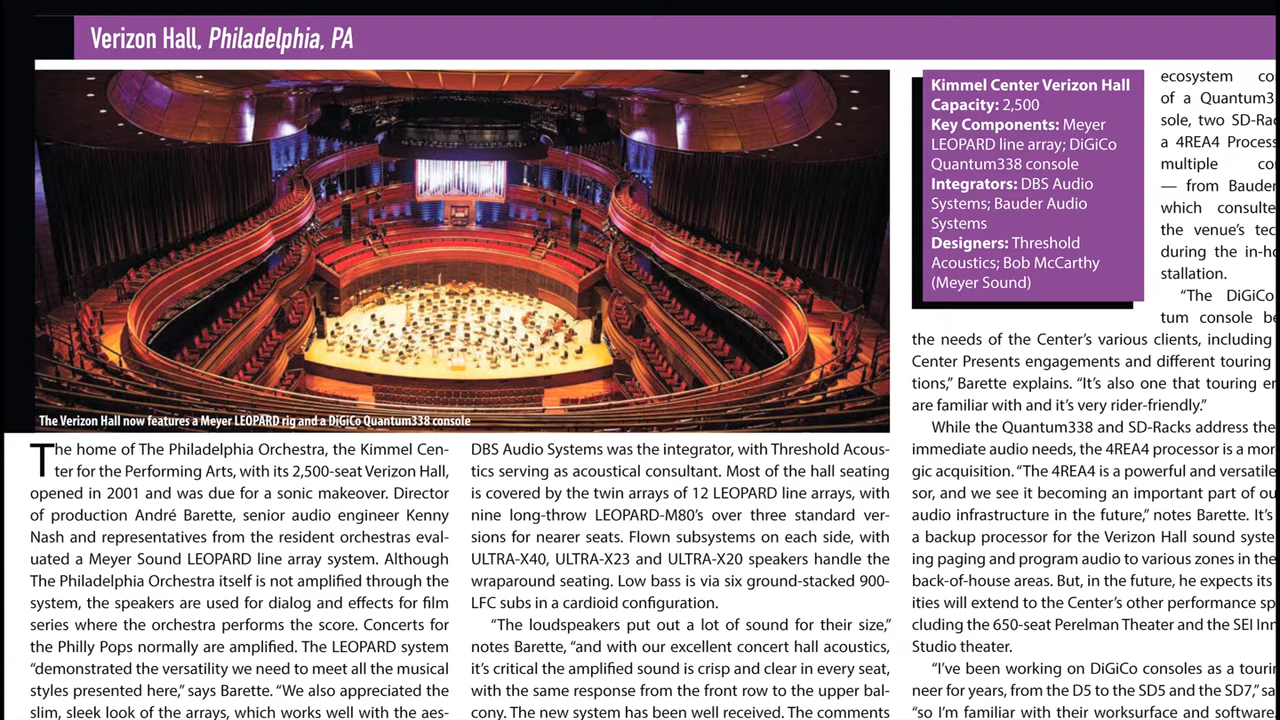 Verizon Hall, Philadelphia, PA
The Verizon Hall now features a Meyer LEOPARD rig and a DiGiCo Quantum338 console
The home of The Philadelphia Orchestra, the Kimmel Cen-
ter for the Performing Arts, with its 2,500-seat Verizon Hall,
opened in 2001 and was due for a sonic makeover. Director
of production André Barette, senior audio engineer Kenny
Nash and representatives from the resident orchestras eval-
uated a Meyer Sound LEOPARD line array system. Although
The Philadelphia Orchestra itself is not amplified through the
system, the speakers are used for dialog and effects for film
series where the orchestra performs the score. Concerts for
the Philly Pops normally are amplified. The LEOPARD system
“demonstrated the versatility we need to meet all the musical
styles presented here,” says Barette. “We also appreciated the
slim, sleek look of the arrays, which works well with the aes-
DBS Audio Systems was the integrator, with Threshold Acous-
tics serving as acoustical consultant. Most of the hall seating
is covered by the twin arrays of 12 LEOPARD line arrays, with
nine long-throw LEOPARD-M80’s over three standard ver-
sions for nearer seats. Flown subsystems on each side, with
ULTRA-X40, ULTRA-X23 and ULTRA-X20 speakers handle the
wraparound seating. Low bass is via six ground-stacked 900-
LFC subs in a cardioid configuration.
“The loudspeakers put out a lot of sound for their size,”
notes Barette, “and with our excellent concert hall acoustics,
it’s critical the amplified sound is crisp and clear in every seat,
with the same response from the front row to the upper bal-
cony. The new system has been well received. The comments
Kimmel Center Verizon Hall
Capacity: 2,500
Key Components: Meyer
LEOPARD line array; DiGiCo
Quantum338 console
Integrators: DBS Audio
Systems; Bauder Audio
Systems
Designers: Threshold
Acoustics; Bob McCarthy
(Meyer Sound)
ecosystem co
of a Quantum3
sole, two SD-Rac
a 4REA4 Process
multiple co
— from Bauder
which consulte
the venue’s tec
during the in-ho
stallation.
“The DiGiCo
tum console be
the needs of the Center’s various clients, including
Center Presents engagements and different touring
tions,” Barette explains. “It’s also one that touring en
are familiar with and it’s very rider-friendly.”
While the Quantum338 and SD-Racks address the
immediate audio needs, the 4REA4 processor is a mor
gic acquisition. “The 4REA4 is a powerful and versatile
sor, and we see it becoming an important part of ou
audio infrastructure in the future,” notes Barette. It’s
a backup processor for the Verizon Hall sound syste
ing paging and program audio to various zones in the
back-of-house areas. But, in the future, he expects its
ities will extend to the Center’s other performance sp
cluding the 650-seat Perelman Theater and the SEI Inn
Studio theater.
“I’ve been working on DiGiCo consoles as a tourin
neer for years, from the D5 to the SD5 and the SD7,” sa
“so I’m familiar with their worksurface and software